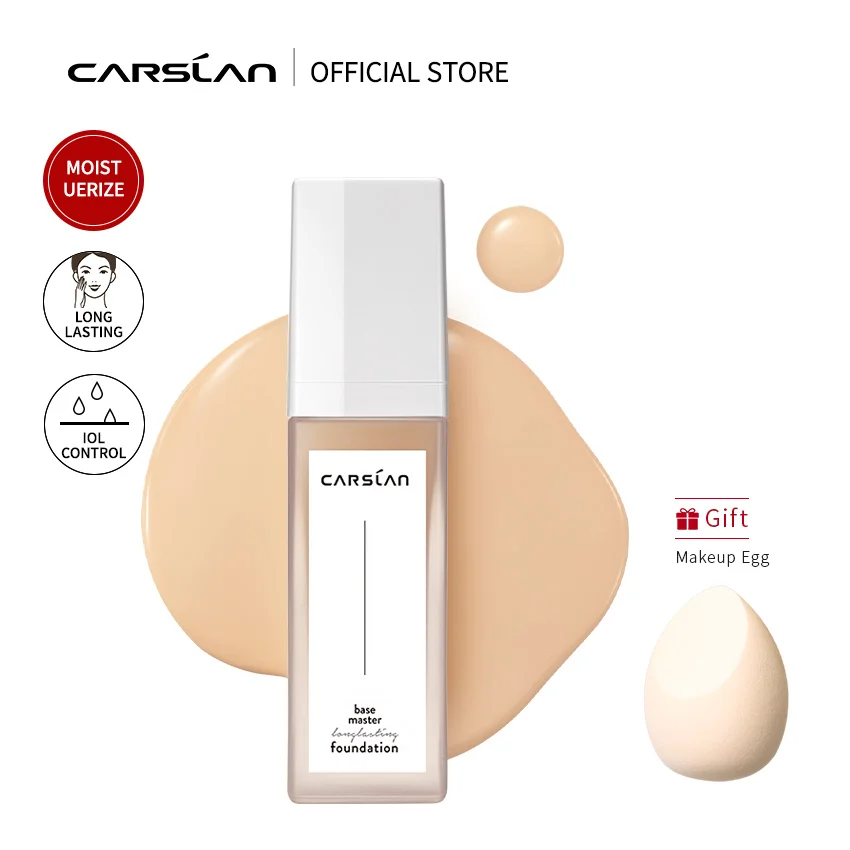 CARSLAN | OFFICIAL STORE
MOIST
UERIZE
LONG
LASTING
IOL
CONTROL
CARSLAN
base
master
longlasting
foundation
Gift
Makeup Egg